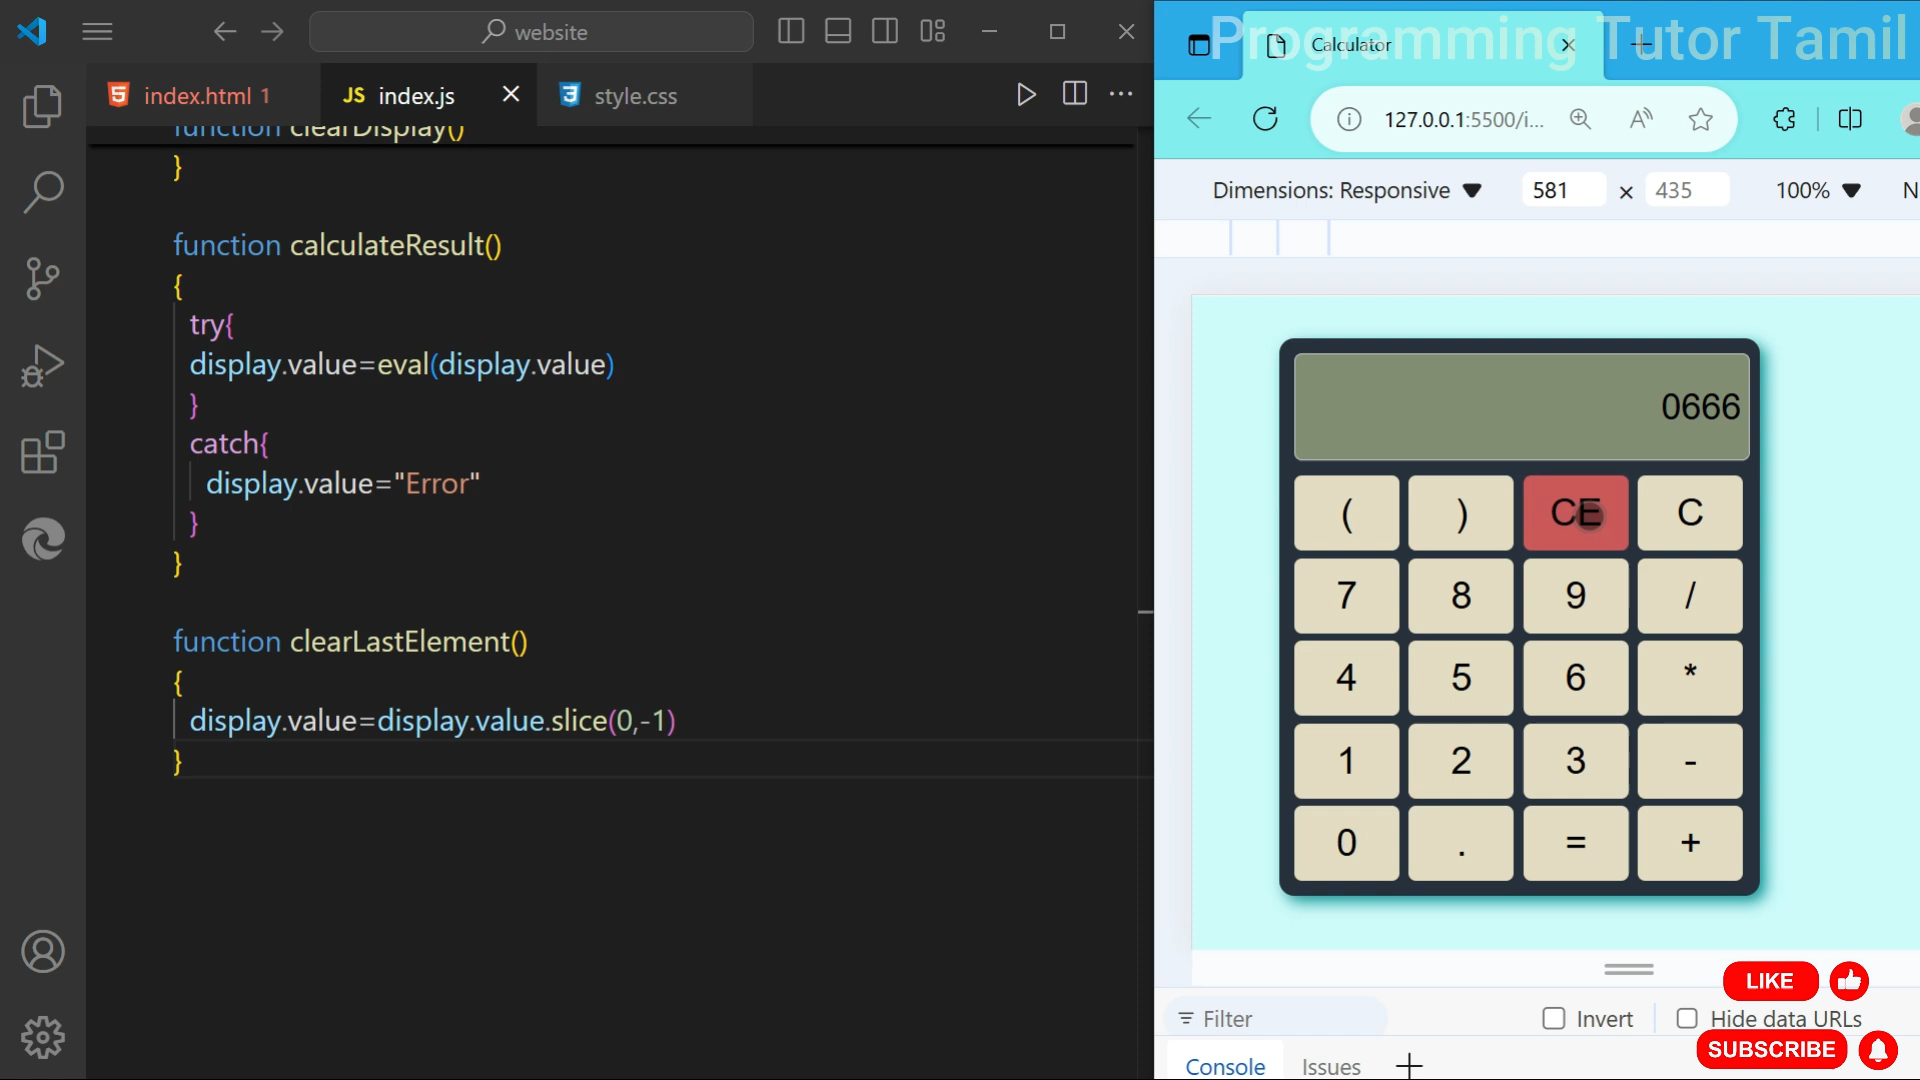 website
Programming Tutor Tamil
Calculator
index.html 1
JS index.js
style.css
127.0.0.1:5500/i...
Dimensions: Responsive
581 × 435
100%
N
function clearDisplay()
}
function calculateResult()
{
try{
display.value=eval(display.value)
}
catch{
display.value="Error"
}
}
function clearLastElement()
{
display.value=display.value.slice(0,-1)
}
0666
( ) CE C
7 8 9 /
4 5 6 *
1 2 3 -
0 . = +
LIKE
Filter
Invert
Hide data URLs
SUBSCRIBE
Console
Issues